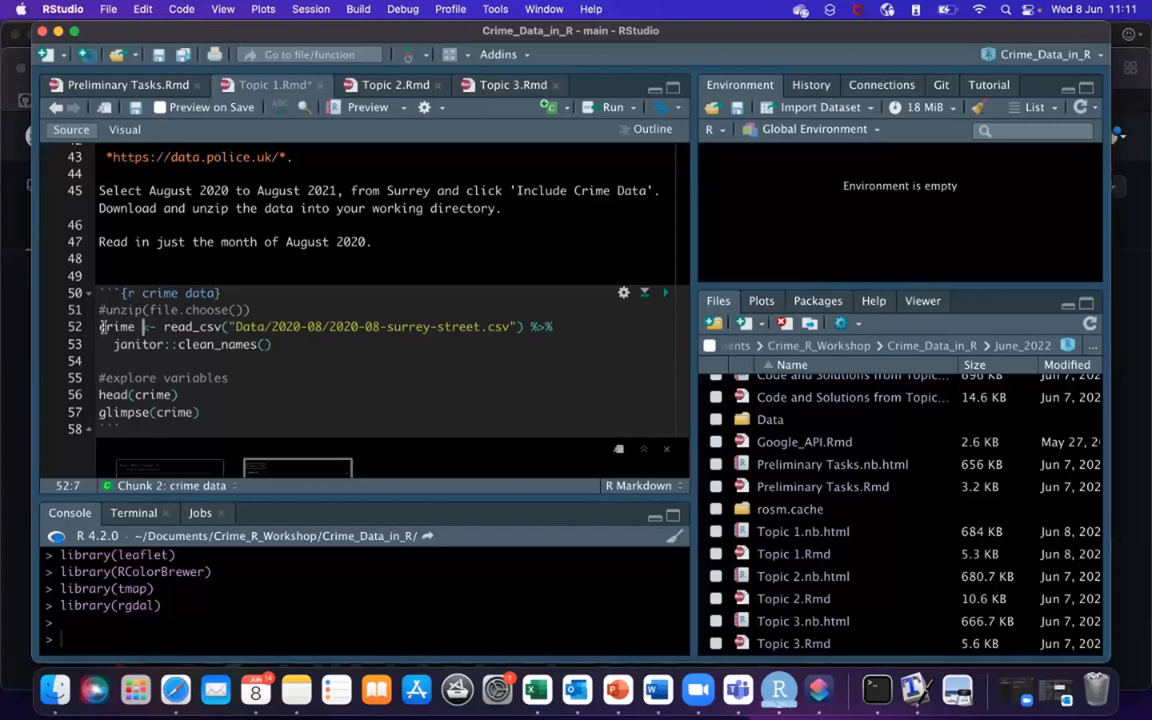 RStudio File Edit Code View Plots Session Build Debug Profile Tools Window Help Wed 8 Jun 11:11
Crime_Data_in_R - main - RStudio
Go to file/function Addins Crime_Data_in_R
Preliminary Tasks.Rmd Topic 1.Rmd* Topic 2.Rmd Topic 3.Rmd
Preview on Save Preview Run
Source Visual Outline
43 *https://data.police.uk/*.
44
45 Select August 2020 to August 2021, from Surrey and click 'Include Crime Data'.
Download and unzip the data into your working directory.
46
47 Read in just the month of August 2020.
48
49
50 ```{r crime data}
51 #unzip(file.choose())
52 crime <- read_csv("Data/2020-08/2020-08-surrey-street.csv") %>%
53 janitor::clean_names()
54
55 #explore variables
56 head(crime)
57 glimpse(crime)
58 ```
52:7 Chunk 2: crime data R Markdown
Console Terminal Jobs
R 4.2.0 · ~/Documents/Crime_R_Workshop/Crime_Data_in_R/
> library(leaflet)
> library(RColorBrewer)
> library(tmap)
> library(rgdal)
>
>
Environment History Connections Git Tutorial
Import Dataset 18 MiB List
R Global Environment
Environment is empty
Files Plots Packages Help Viewer
nents Crime_R_Workshop Crime_Data_in_R June_2022 ...
Name Size Modified
Code and Solutions from Topic... 696 KB Jun 7, 202
Code and Solutions from Topic... 14.6 KB Jun 7, 202
Data
Google_API.Rmd 2.6 KB May 27, 20
Preliminary Tasks.nb.html 656 KB Jun 7, 202
Preliminary Tasks.Rmd 3.2 KB Jun 7, 202
rosm.cache
Topic 1.nb.html 684 KB Jun 8, 202
Topic 1.Rmd 5.3 KB Jun 7, 202
Topic 2.nb.html 680.7 KB Jun 7, 202
Topic 2.Rmd 10.6 KB Jun 7, 202
Topic 3.nb.html 666.7 KB Jun 7, 202
Topic 3.Rmd 5.6 KB Jun 7, 202